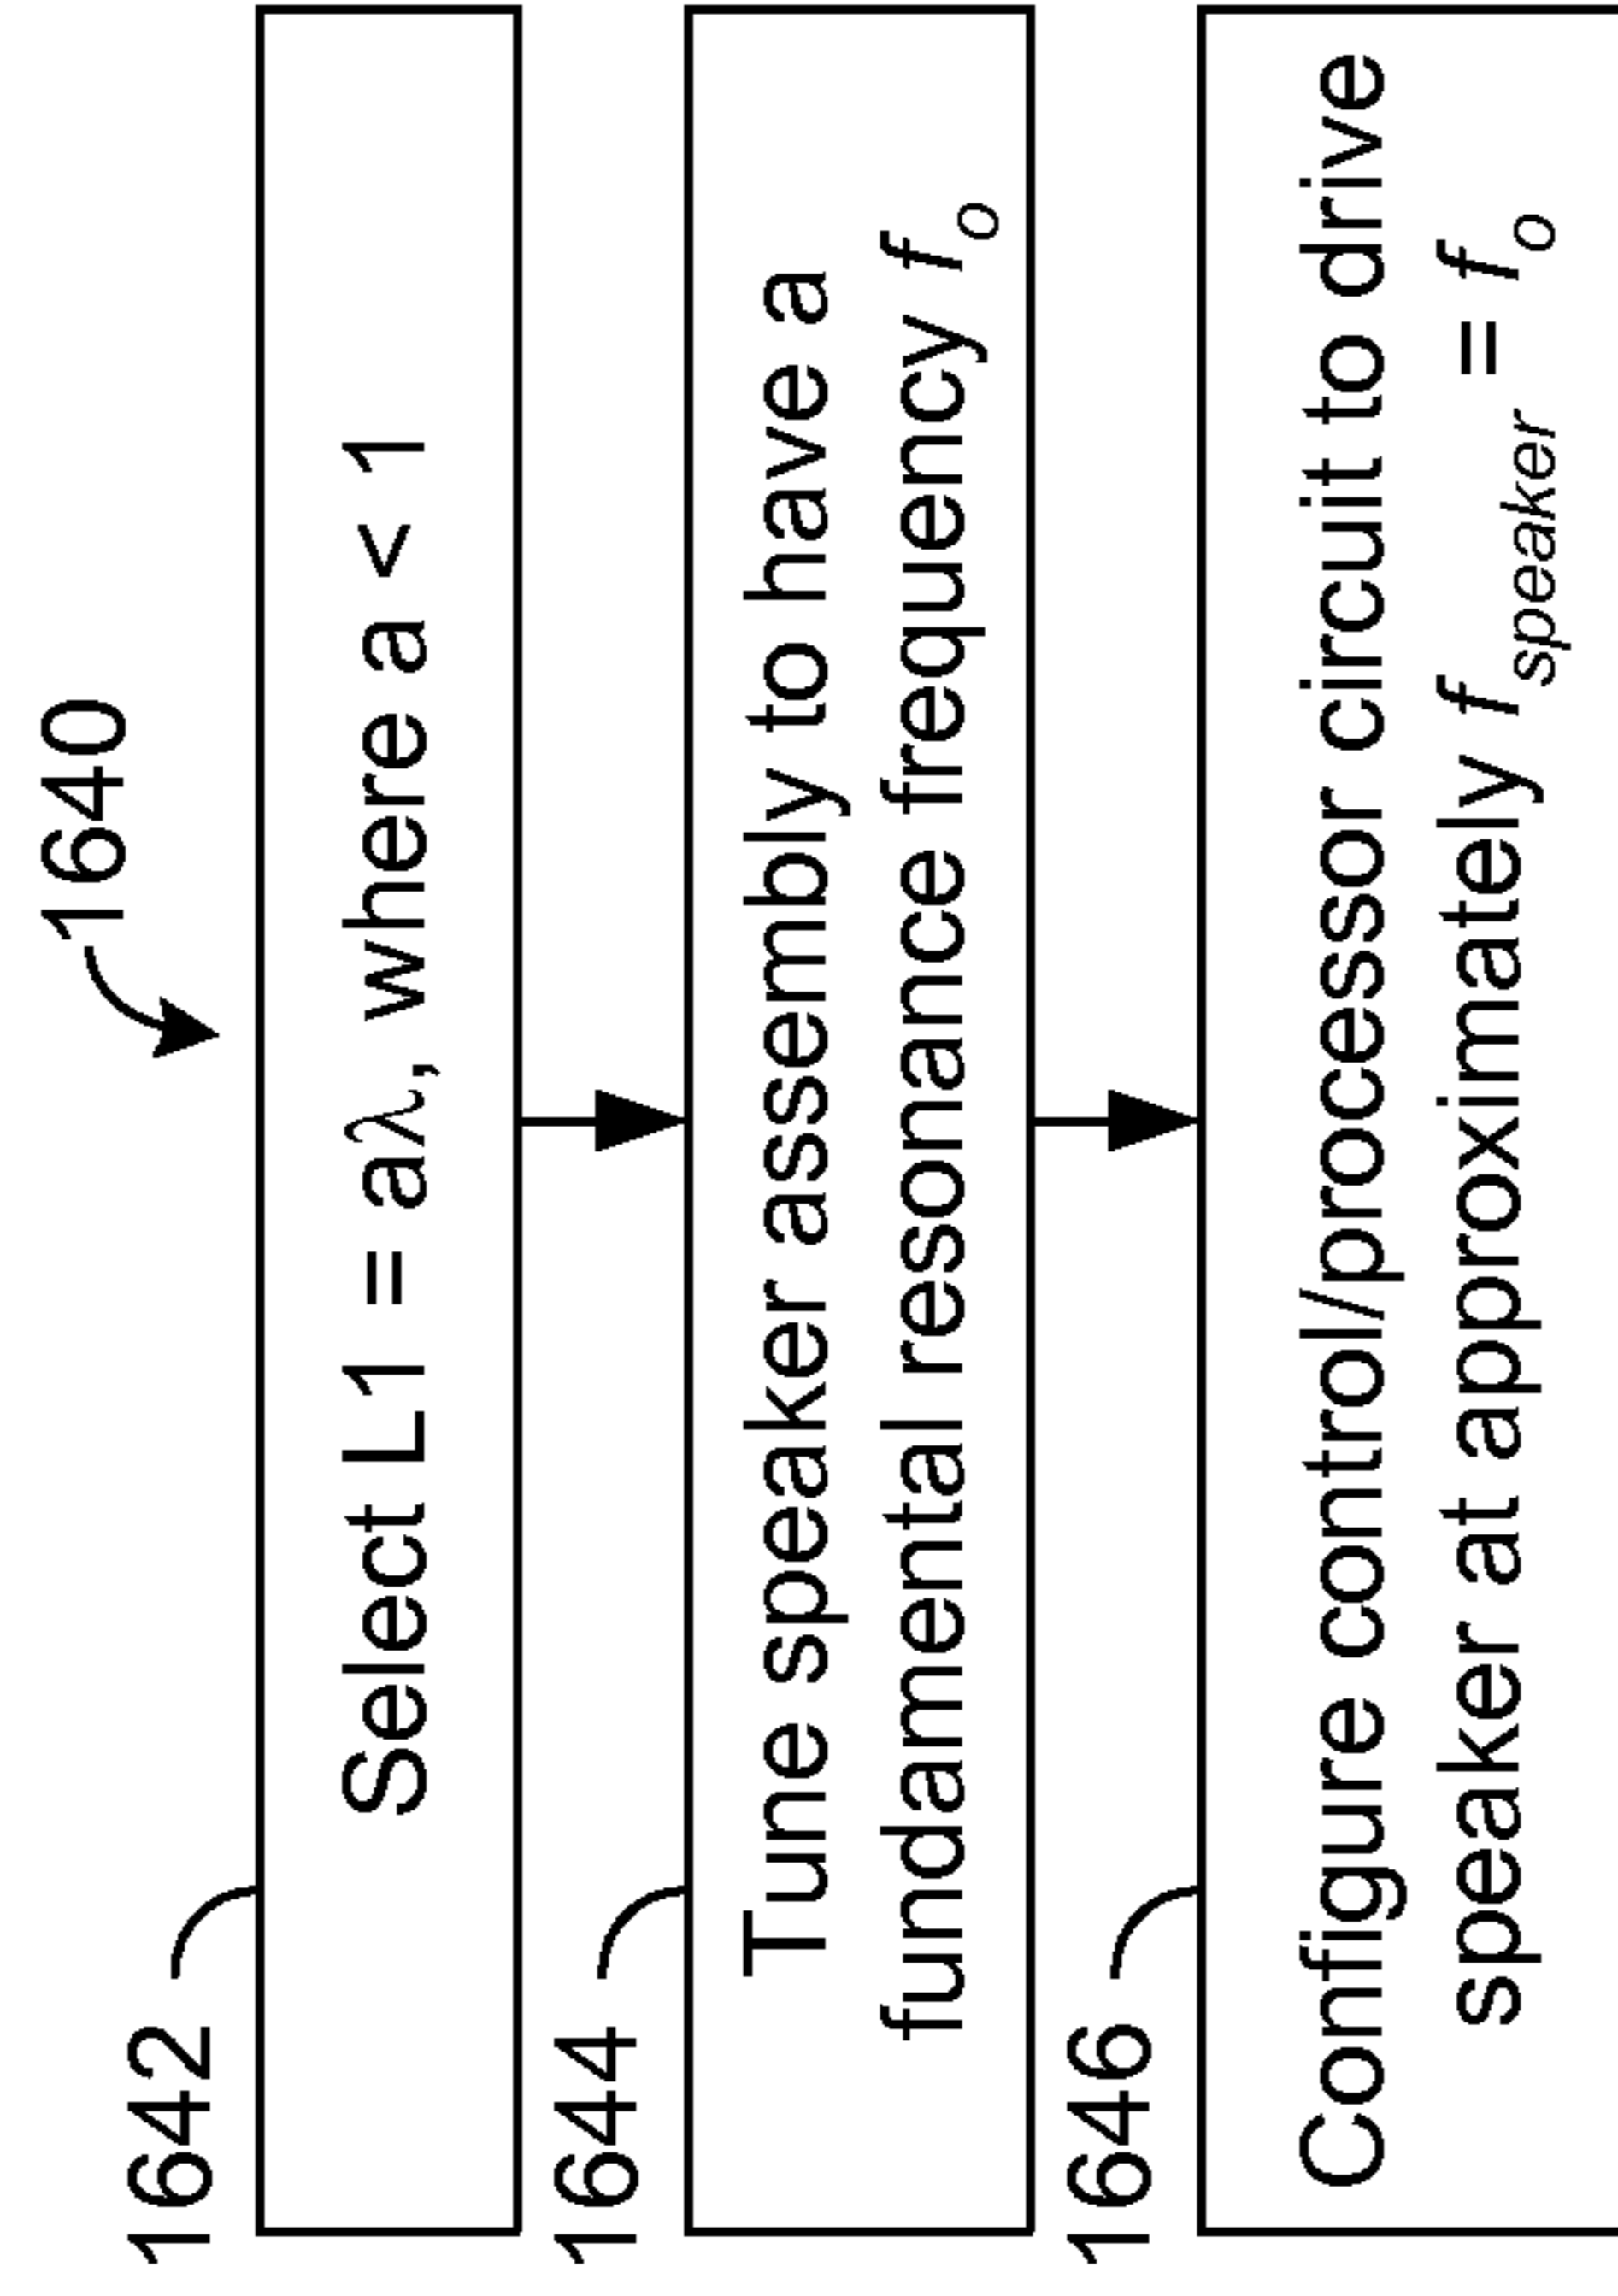 1640
1642
Select L1 = aλ, where a < 1
1644
Tune speaker assembly to have a
fundamental resonance frequency fo
1646
Configure control/processor circuit to drive
speaker at approximately fspeaker = fo